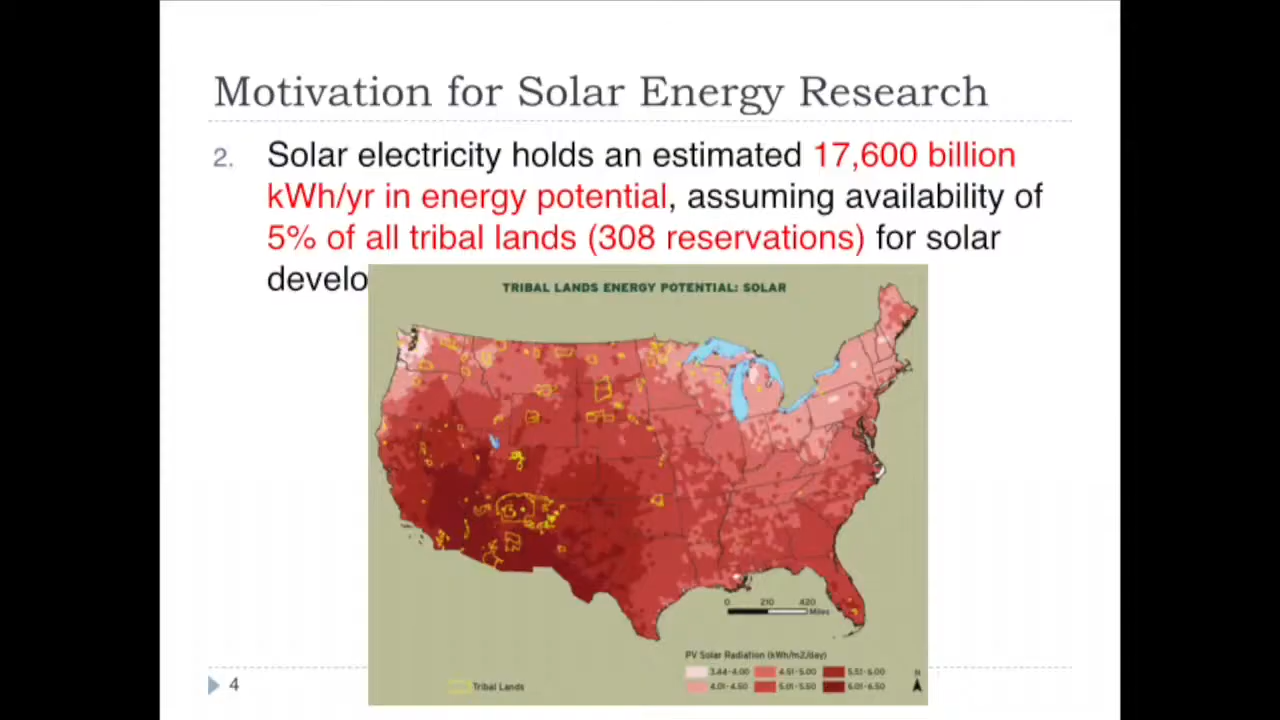 Motivation for Solar Energy Research
2. Solar electricity holds an estimated 17,600 billion
kWh/yr in energy potential, assuming availability of
5% of all tribal lands (308 reservations) for solar
develo
TRIBAL LANDS ENERGY POTENTIAL: SOLAR
0 210 420
Miles
PV Solar Radiation (kWh/m2/day)
3.44-4.00 4.51-5.00 5.51-6.00
4.01-4.50 5.01-5.50 6.01-6.50
N
Tribal Lands
4